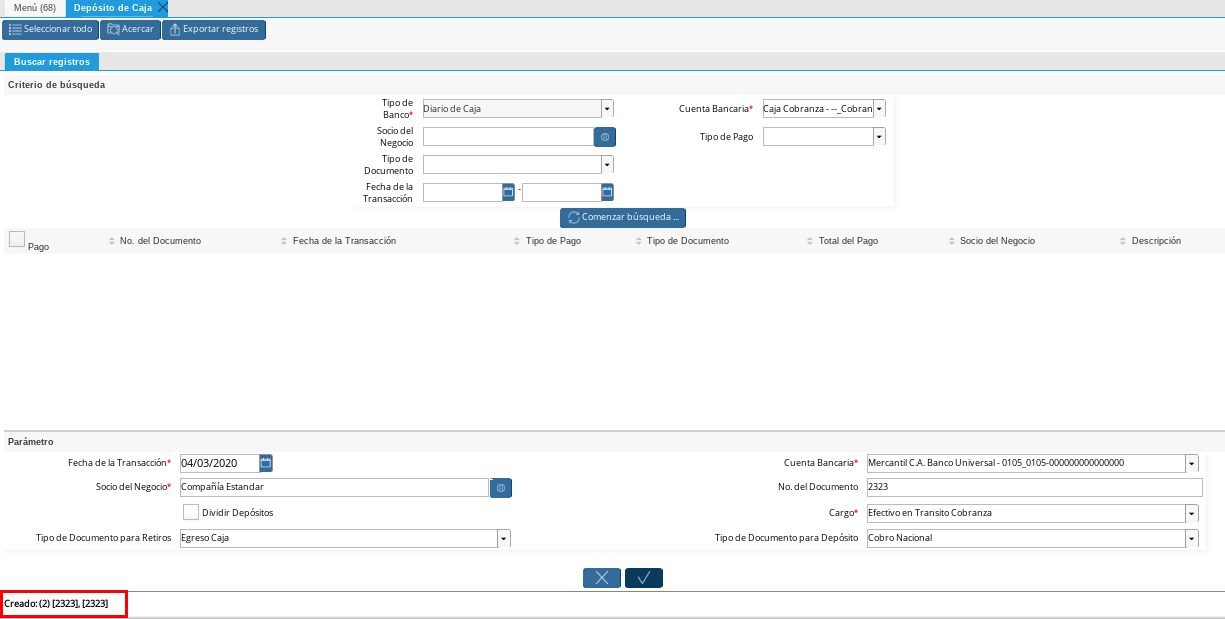 Menú (68) Depósito de Caja
Seleccionar todo Acercar Exportar registros
Buscar registros
Criterio de búsqueda
Tipo de Banco* Diario de Caja Cuenta Bancaria* Caja Cobranza - --_Cobran
Socio del Negocio Tipo de Pago
Tipo de Documento
Fecha de la Transacción -
Comenzar búsqueda ...
Pago No. del Documento Fecha de la Transacción Tipo de Pago Tipo de Documento Total del Pago Socio del Negocio Descripción
Parámetro
Fecha de la Transacción* 04/03/2020 Cuenta Bancaria* Mercantil C.A. Banco Universal - 0105_0105-000000000000000
Socio del Negocio* Compañía Estandar No. del Documento 2323
Dividir Depósitos Cargo* Efectivo en Transito Cobranza
Tipo de Documento para Retiros Egreso Caja Tipo de Documento para Depósito Cobro Nacional
Creado: (2) [2323], [2323]